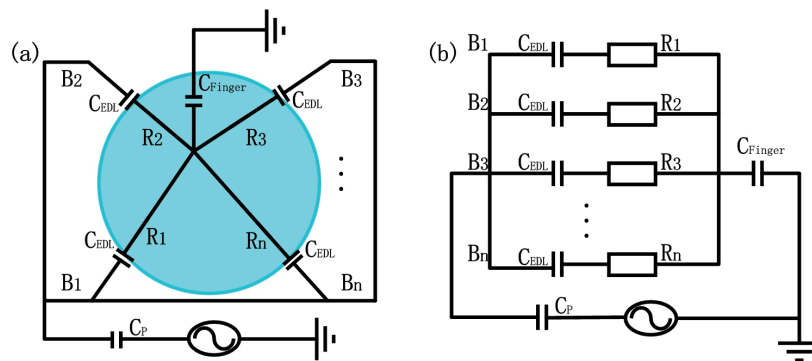 (a)
B2
CEDL
CFinger
B3
CEDL
R2
R3
CEDL
R1
Rn
CEDL
B1
Bn
CP
(b)
B1
CEDL
R1
B2
CEDL
R2
B3
CEDL
R3
CFinger
Bn
CEDL
Rn
CP